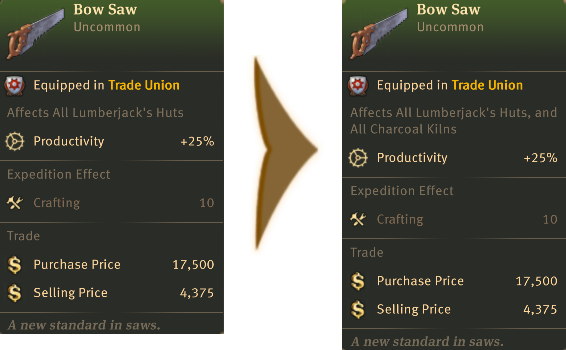 Bow Saw
Uncommon
Equipped in Trade Union
Affects All Lumberjack's Huts
Productivity +25%
Expedition Effect
Crafting 10
Trade
Purchase Price 17,500
Selling Price 4,375
A new standard in saws.
Bow Saw
Uncommon
Equipped in Trade Union
Affects All Lumberjack's Huts, and
All Charcoal Kilns
Productivity +25%
Expedition Effect
Crafting 10
Trade
Purchase Price 17,500
Selling Price 4,375
A new standard in saws.